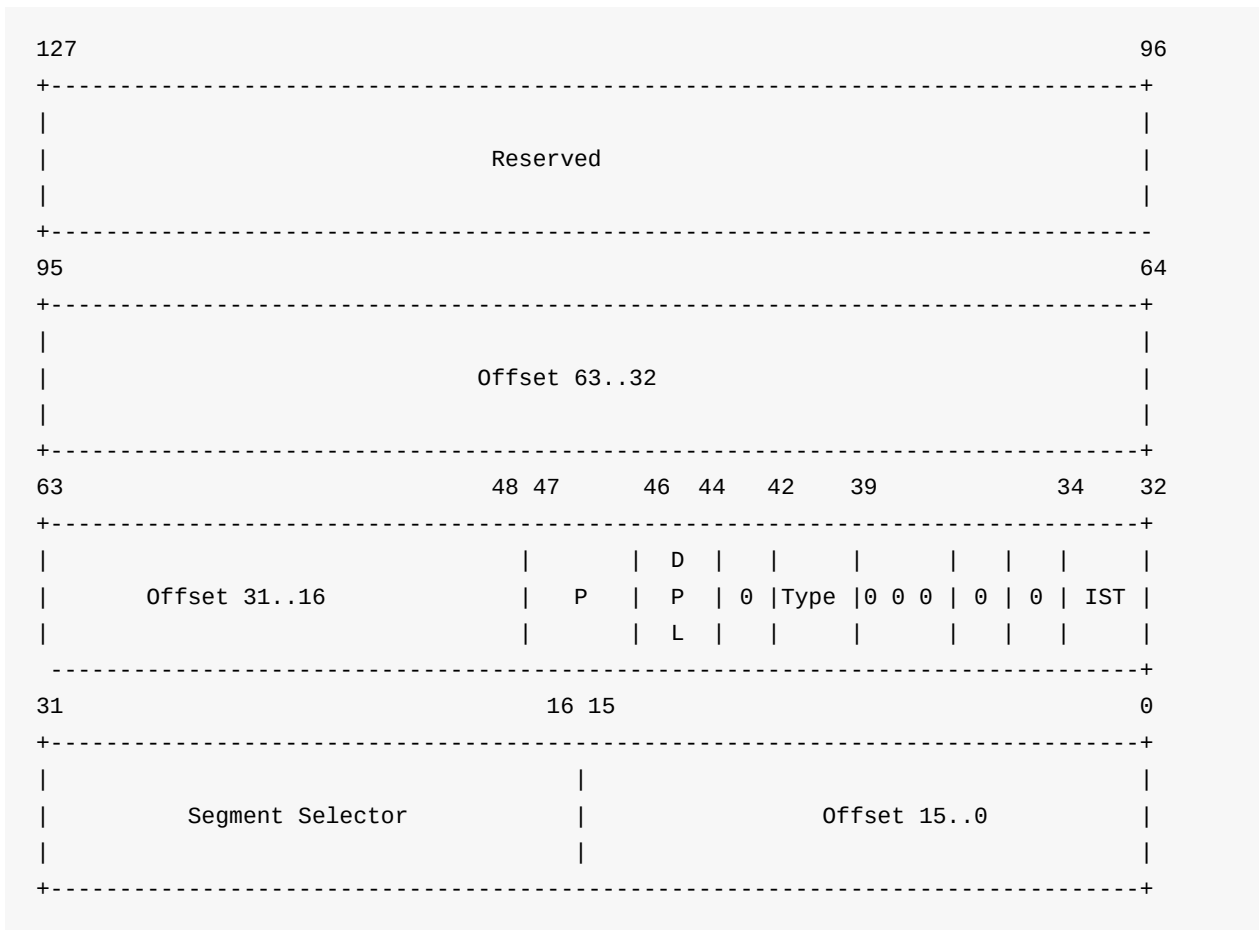 127                                                                             96
+-------------------------------------------------------------------------------+
|                                                                               |
|                                Reserved                                       |
|                                                                               |
+--------------------------------------------------------------------------------
95                                                                              64
+-------------------------------------------------------------------------------+
|                                                                               |
|                               Offset 63..32                                   |
|                                                                               |
+-------------------------------------------------------------------------------+
63                               48 47      46  44   42    39             34    32
+-------------------------------------------------------------------------------+
|                                  |       |  D  |   |     |      |   |   |     |
|       Offset 31..16              |   P   |  P  | 0 |Type |0 0 0 | 0 | 0 | IST |
|                                  |       |  L  |   |     |      |   |   |     |
 -------------------------------------------------------------------------------+
31                                   16 15                                      0
+-------------------------------------------------------------------------------+
|                                      |                                        |
|          Segment Selector            |                 Offset 15..0           |
|                                      |                                        |
+-------------------------------------------------------------------------------+